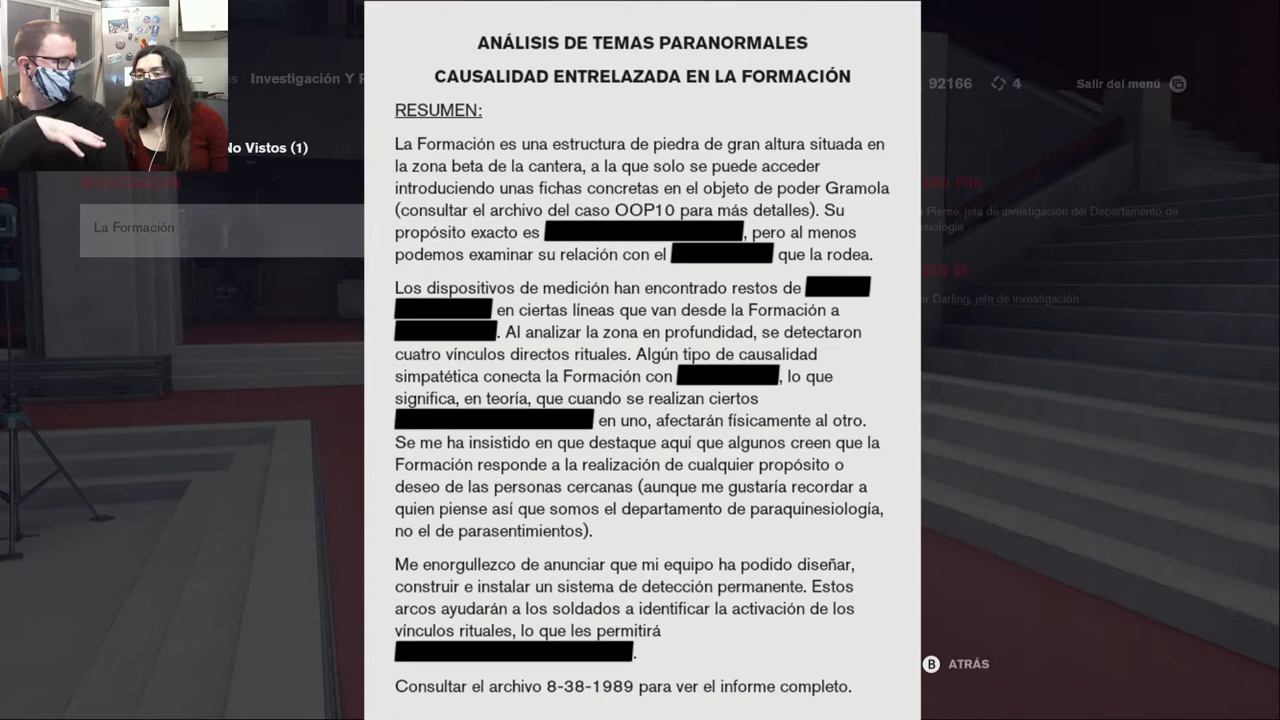 ANÁLISIS DE TEMAS PARANORMALES
CAUSALIDAD ENTRELAZADA EN LA FORMACIÓN
RESUMEN:
La Formación es una estructura de piedra de gran altura situada en
la zona beta de la cantera, a la que solo se puede acceder
introduciendo unas fichas concretas en el objeto de poder Gramola
(consultar el archivo del caso OOP10 para más detalles). Su
propósito exacto es , pero al menos
podemos examinar su relación con el que la rodea.
Los dispositivos de medición han encontrado restos de
en ciertas líneas que van desde la Formación a
. Al analizar la zona en profundidad, se detectaron
cuatro vínculos directos rituales. Algún tipo de causalidad
simpatética conecta la Formación con , lo que
significa, en teoría, que cuando se realizan ciertos
en uno, afectarán físicamente al otro.
Se me ha insistido en que destaque aquí que algunos creen que la
Formación responde a la realización de cualquier propósito o
deseo de las personas cercanas (aunque me gustaría recordar a
quien piense así que somos el departamento de paraquinesiología,
no el de parasentimientos).
Me enorgullezco de anunciar que mi equipo ha podido diseñar,
construir e instalar un sistema de detección permanente. Estos
arcos ayudarán a los soldados a identificar la activación de los
vínculos rituales, lo que les permitirá
.
Consultar el archivo 8-38-1989 para ver el informe completo.
Investigación Y
No Vistos (1)
La Formación
92166
4
Salir del menú
Pierse, jefa de investigación del Departamento de
Darling, jefe de investigación
B ATRÁS